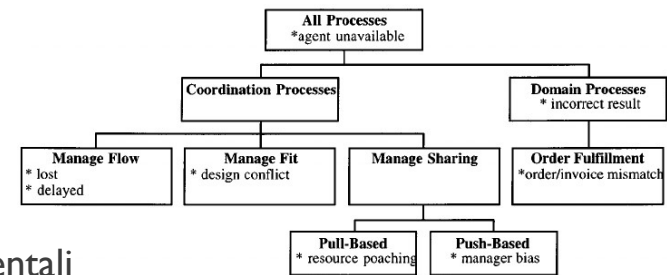 All Processes
*agent unavailable
Coordination Processes
Domain Processes
* incorrect result
Manage Flow
* lost
* delayed
Manage Fit
* design conflict
Manage Sharing
Order Fulfillment
*order/invoice mismatch
Pull-Based
* resource poaching
Push-Based
* manager bias
entali